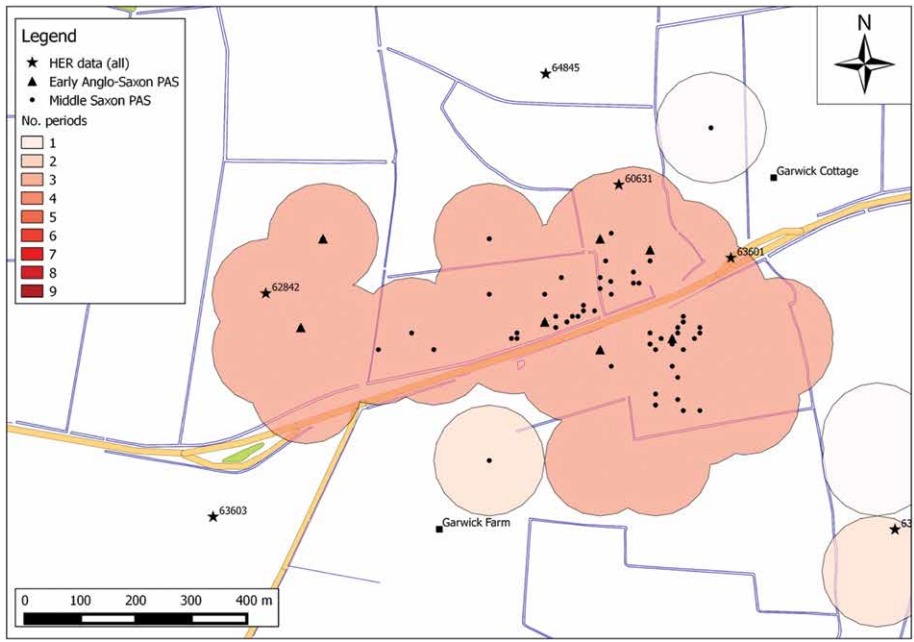 Legend
HER data (all)
Early Anglo-Saxon PAS
Middle Saxon PAS
No. periods
1
2
3
4
5
6
7
8
9
N
64845
Garwick Cottage
60631
63601
62842
63603
Garwick Farm
63
0 100 200 300 400 m